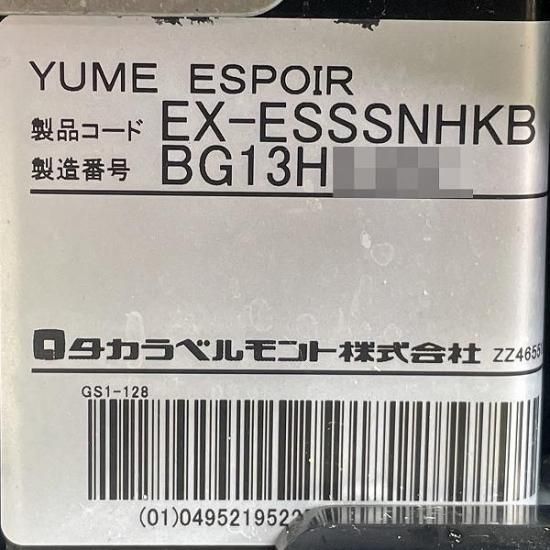 YUME ESPOIR
製品コード EX-ESSSNHKB
製造番号 BG13H
タカラベルモント株式会社 ZZ4655
GS1-128
(01)0495219522